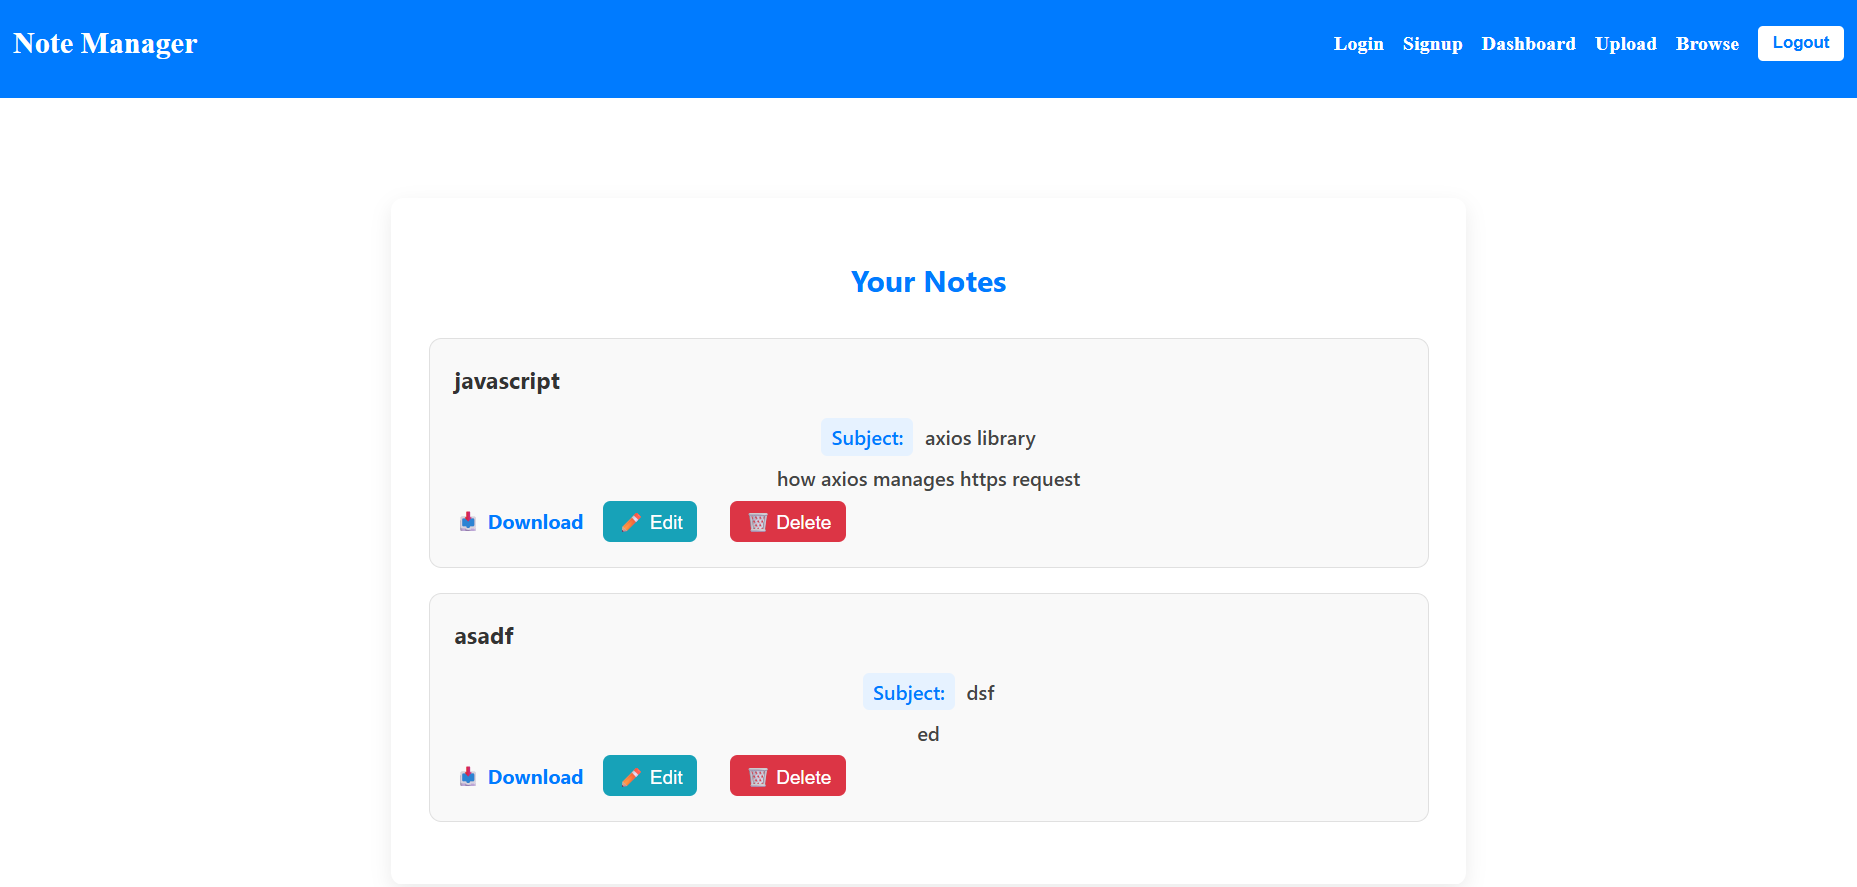 Note Manager
Login Signup Dashboard Upload Browse Logout
Your Notes
javascript
Subject: axios library
how axios manages https request
Download Edit Delete
asadf
Subject: dsf
ed
Download Edit Delete